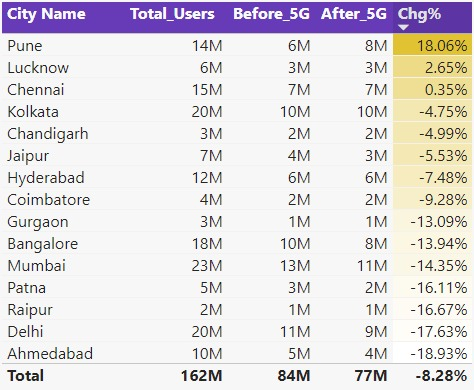 City Name Total_Users Before_5G After_5G Chg%
Pune 14M 6M 8M 18.06%
Lucknow 6M 3M 3M 2.65%
Chennai 15M 7M 7M 0.35%
Kolkata 20M 10M 10M -4.75%
Chandigarh 3M 2M 2M -4.99%
Jaipur 7M 4M 3M -5.53%
Hyderabad 12M 6M 6M -7.48%
Coimbatore 4M 2M 2M -9.28%
Gurgaon 3M 1M 1M -13.09%
Bangalore 18M 10M 8M -13.94%
Mumbai 23M 13M 11M -14.35%
Patna 5M 3M 2M -16.11%
Raipur 2M 1M 1M -16.67%
Delhi 20M 11M 9M -17.63%
Ahmedabad 10M 5M 4M -18.93%
Total 162M 84M 77M -8.28%